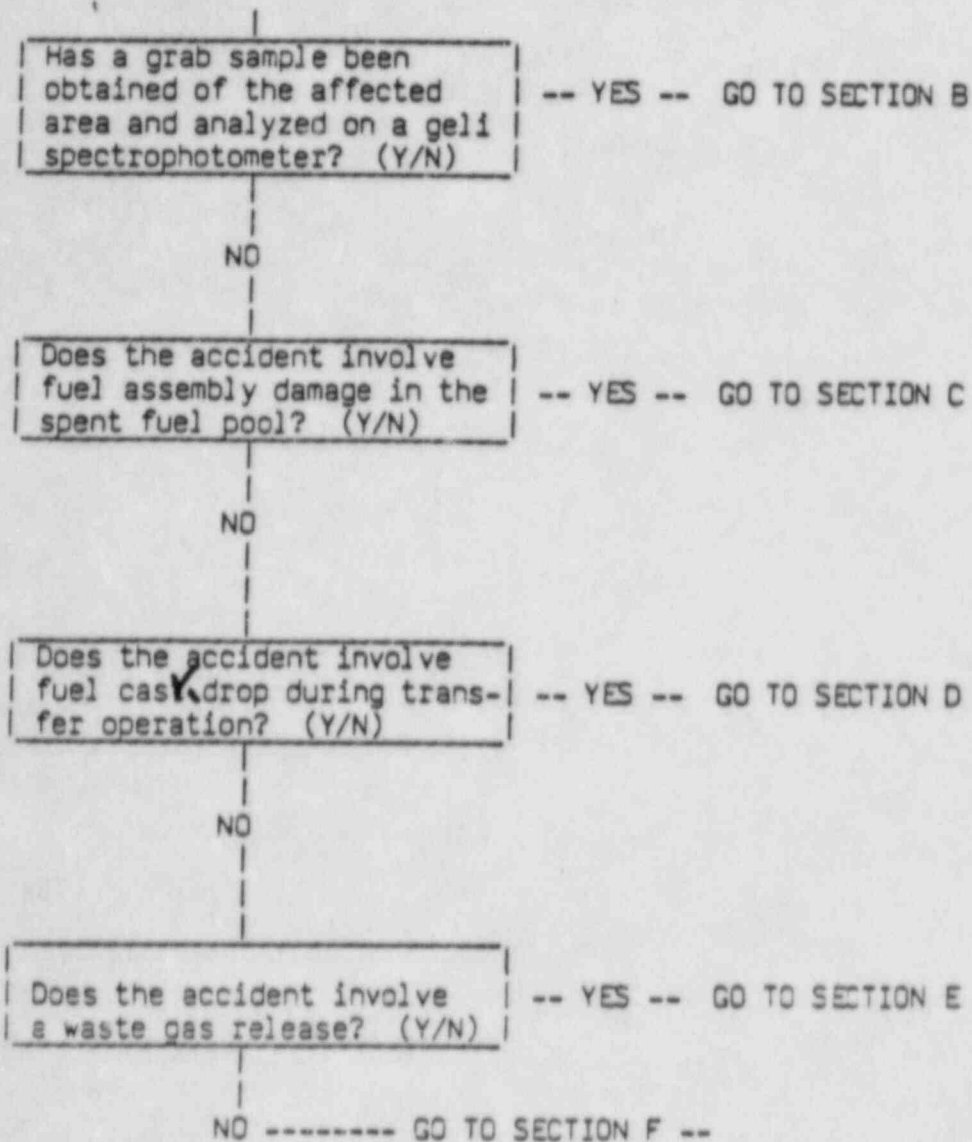 Has a grab sample been
obtained of the affected -- YES -- GO TO SECTION B
area and analyzed on a geli
spectrophotometer? (Y/N)
NO
Does the accident involve
fuel assembly damage in the -- YES -- GO TO SECTION C
spent fuel pool? (Y/N)
NO
Does the accident involve
fuel cask drop during trans- -- YES -- GO TO SECTION D
fer operation? (Y/N)
NO
Does the accident involve -- YES -- GO TO SECTION E
a waste gas release? (Y/N)
NO -------- GO TO SECTION F --